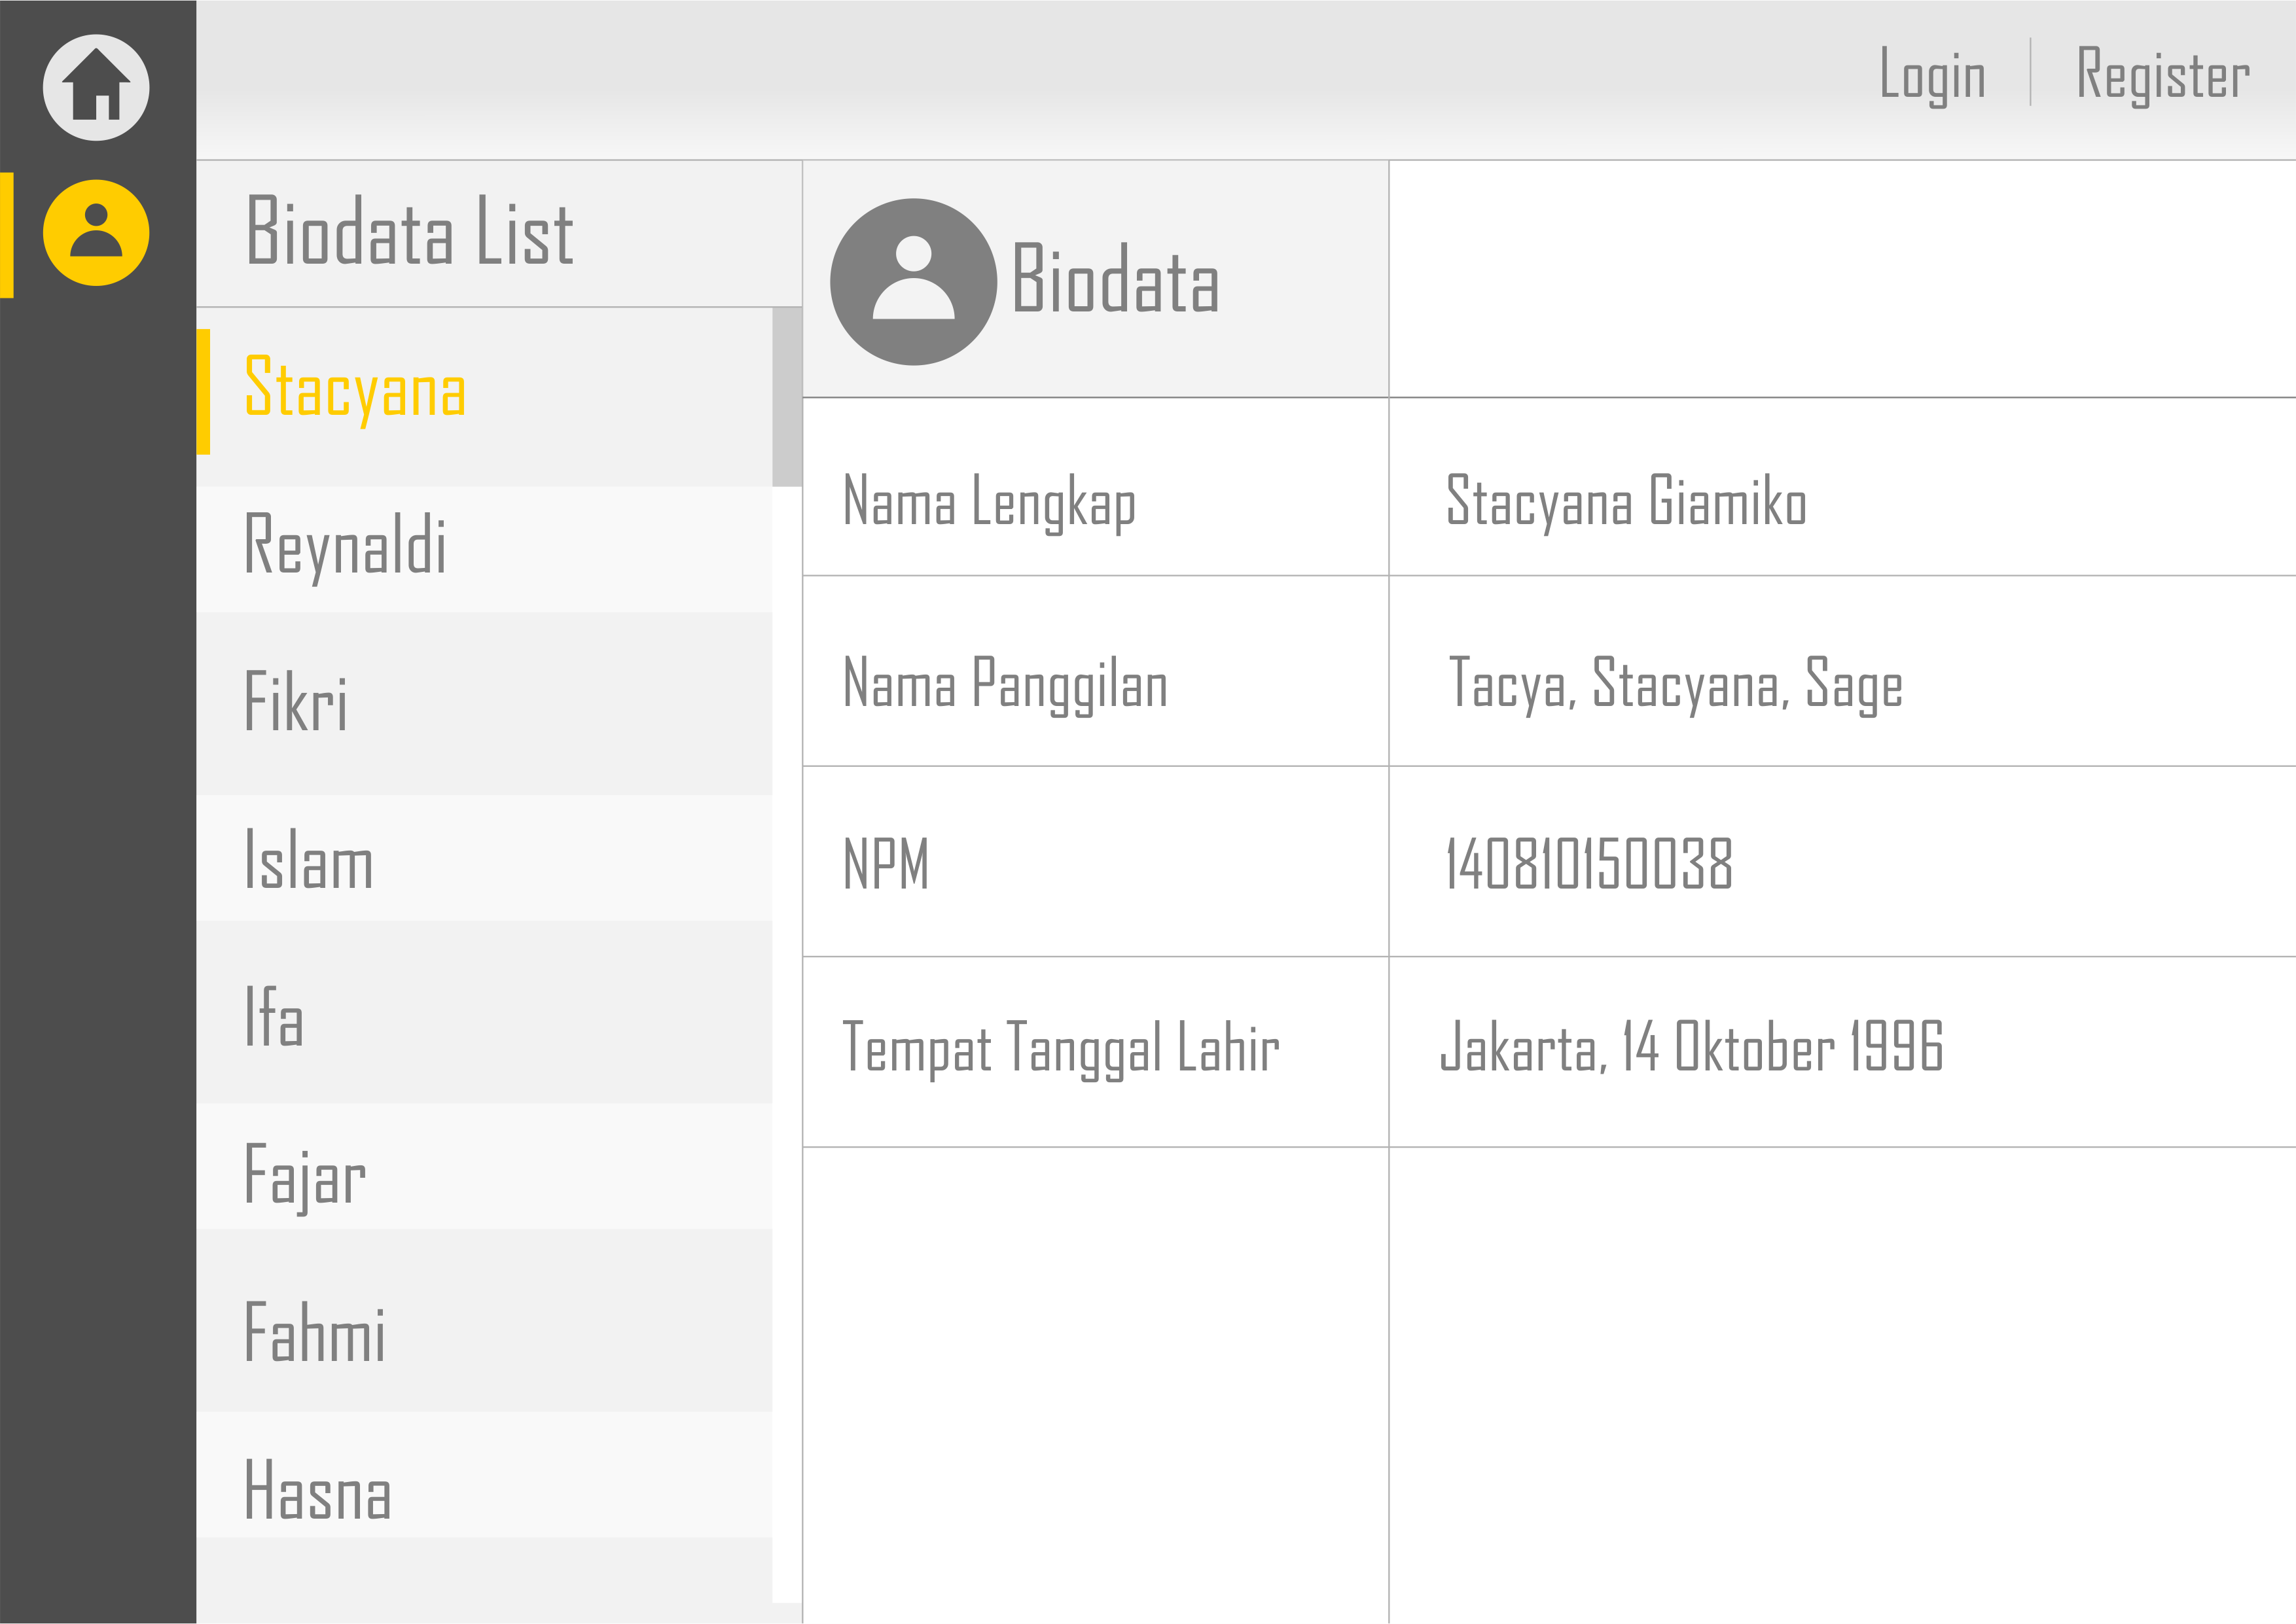 Login
Register
Biodata List
Stacyana
Reynaldi
Fikri
Islam
Ifa
Fajar
Fahmi
Hasna
Biodata
Nama Lengkap
Stacyana Giamiko
Nama Panggilan
Tacya, Stacyana, Sage
NPM
140810150038
Tempat Tanggal Lahir
Jakarta, 14 Oktober 1996